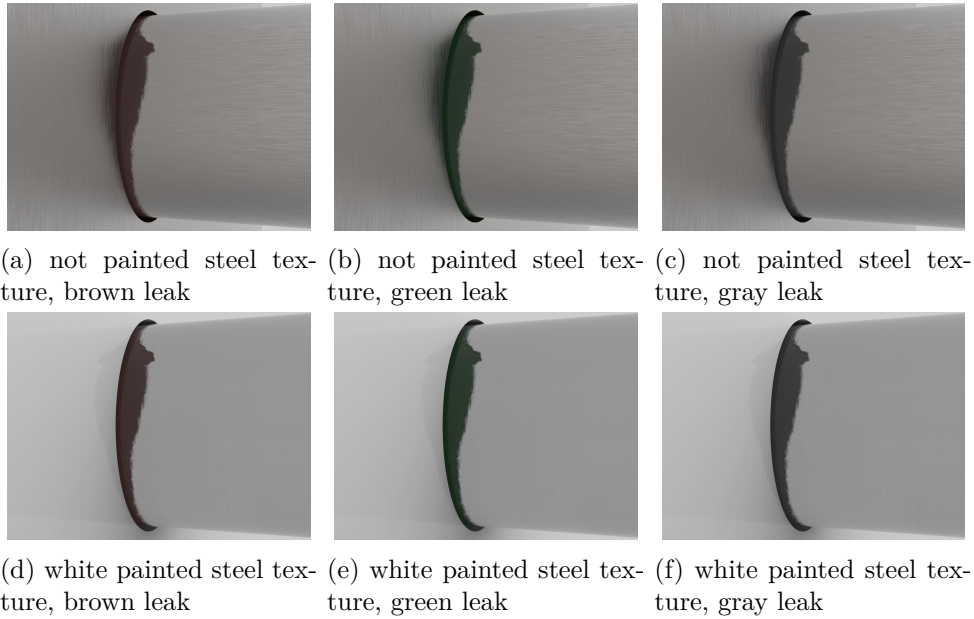 (a) not painted steel tex-
ture, brown leak
(b) not painted steel tex-
ture, green leak
(c) not painted steel tex-
ture, gray leak
(d) white painted steel tex-
ture, brown leak
(e) white painted steel tex-
ture, green leak
(f) white painted steel tex-
ture, gray leak